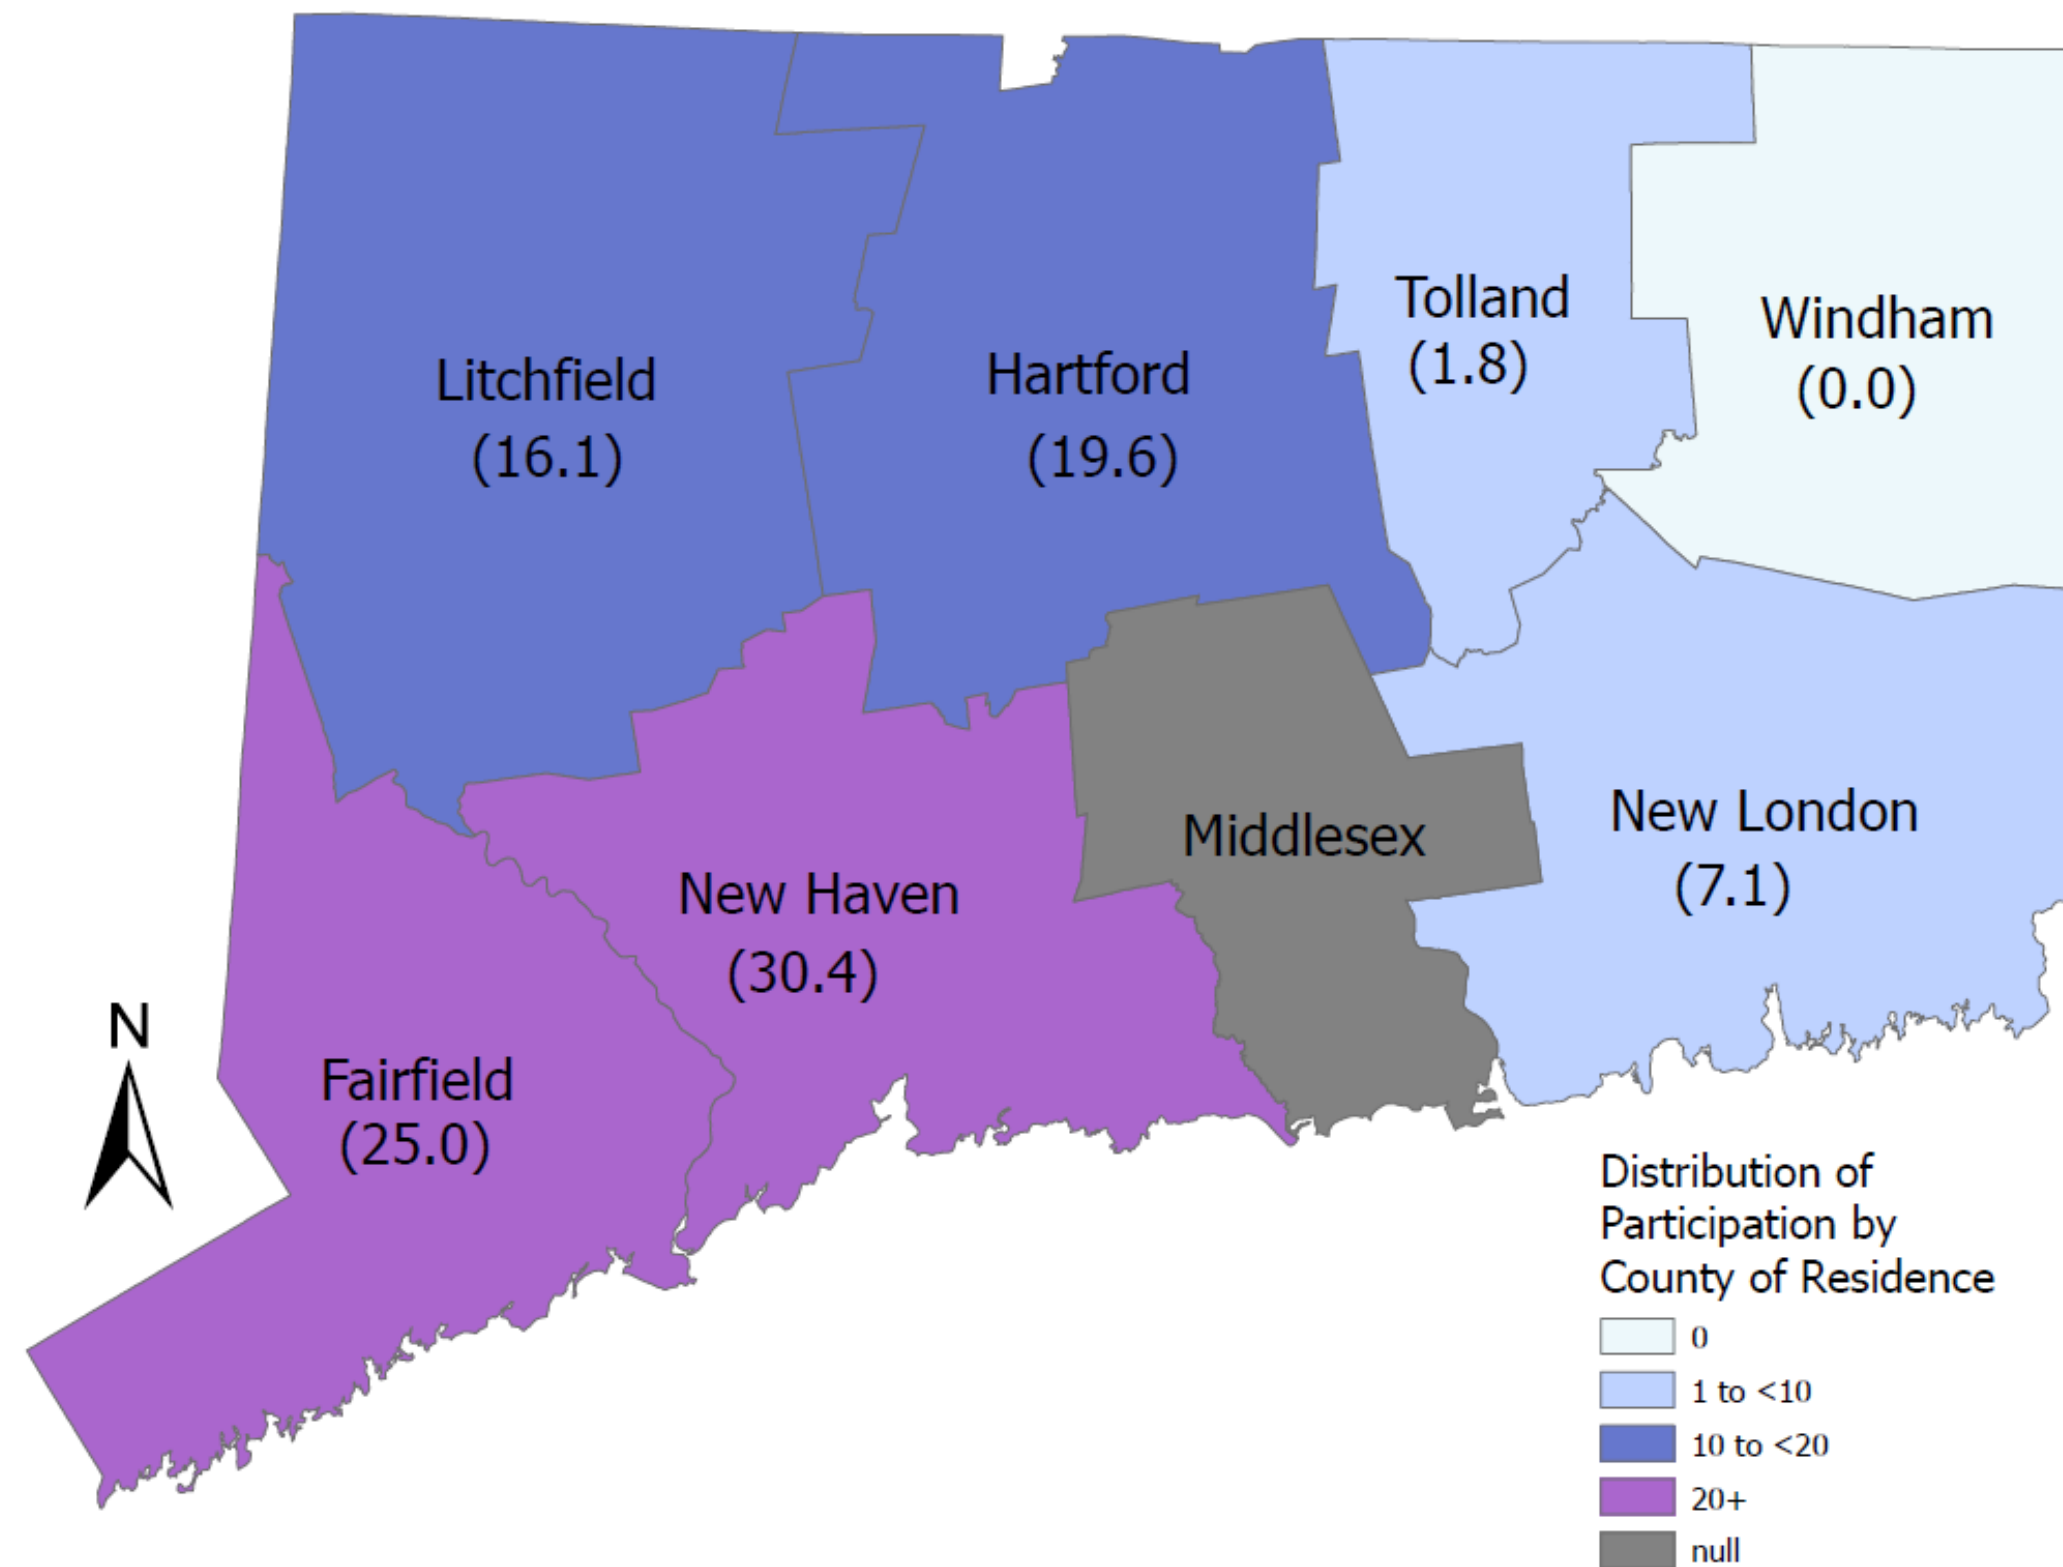 Litchfield
(16.1)
Hartford
(19.6)
Tolland
(1.8)
Windham
(0.0)
New Haven
(30.4)
Middlesex
New London
(7.1)
Fairfield
(25.0)
N
Distribution of
Participation by
County of Residence
0
1 to <10
10 to <20
20+
null